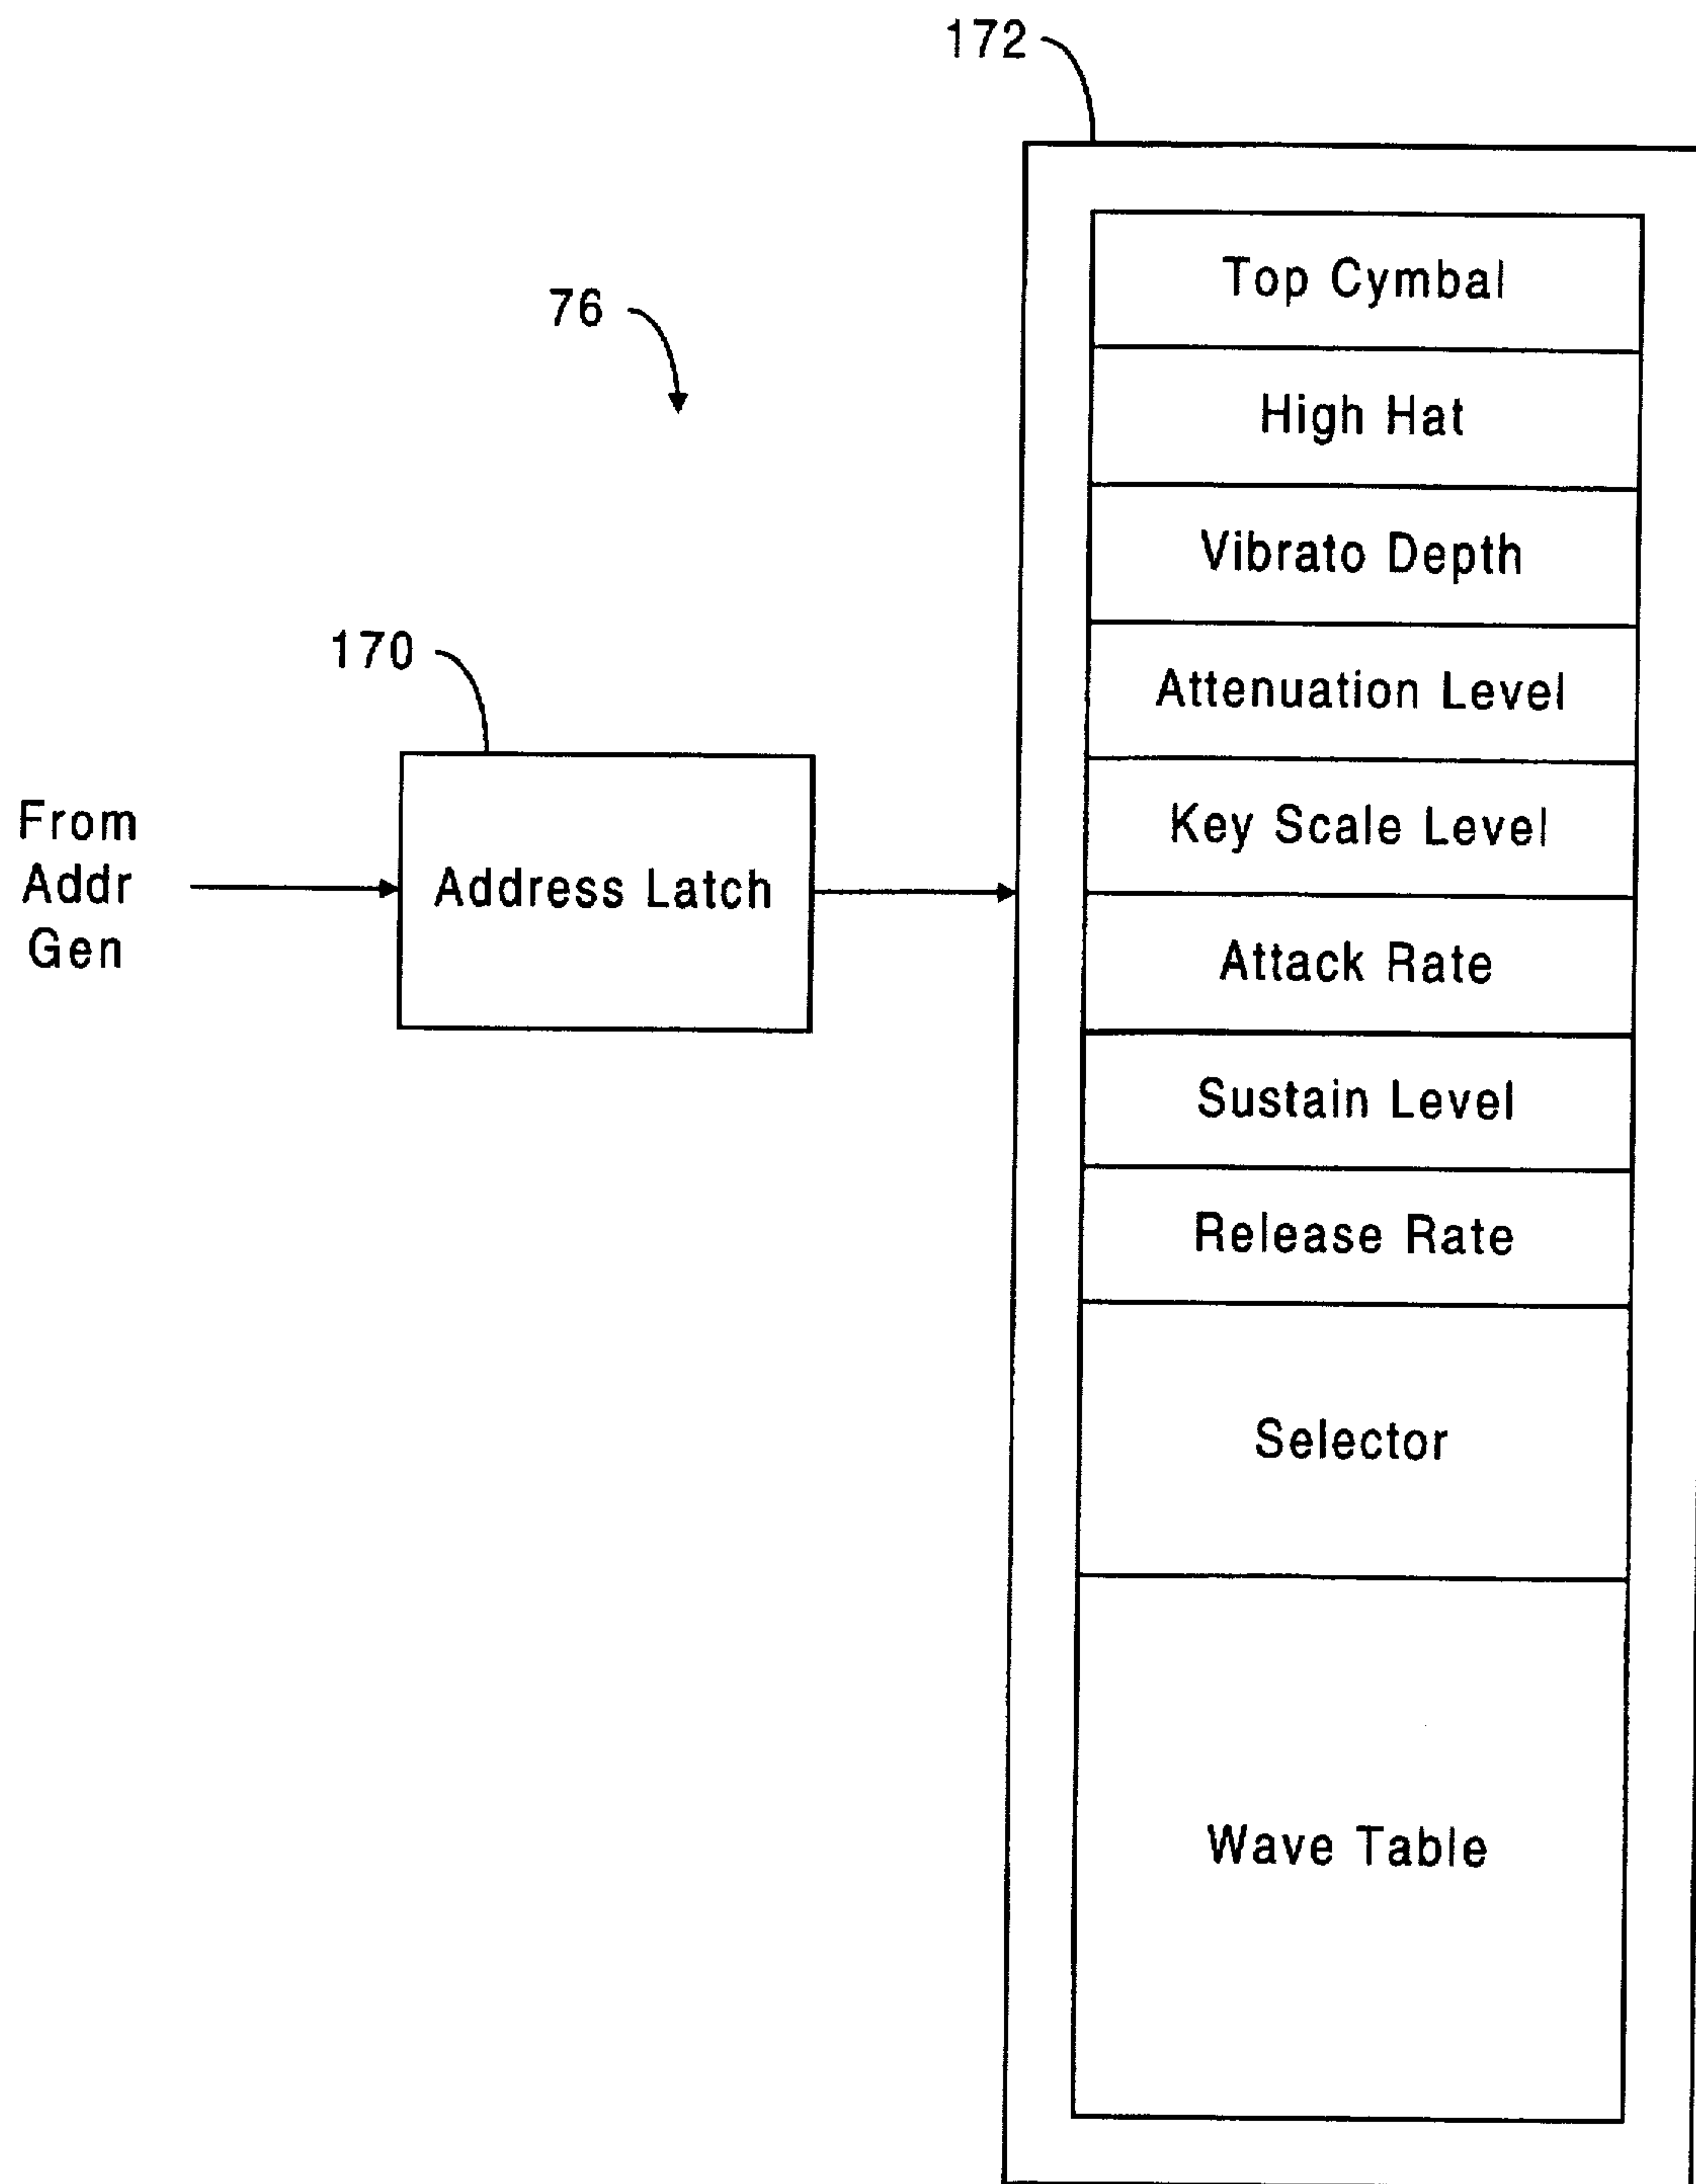 172
Top Cymbal
76
High Hat
Vibrato Depth
170
Attenuation Level
Key Scale Level
From
Addr
Gen
Address Latch
Attack Rate
Sustain Level
Release Rate
Selector
Wave Table